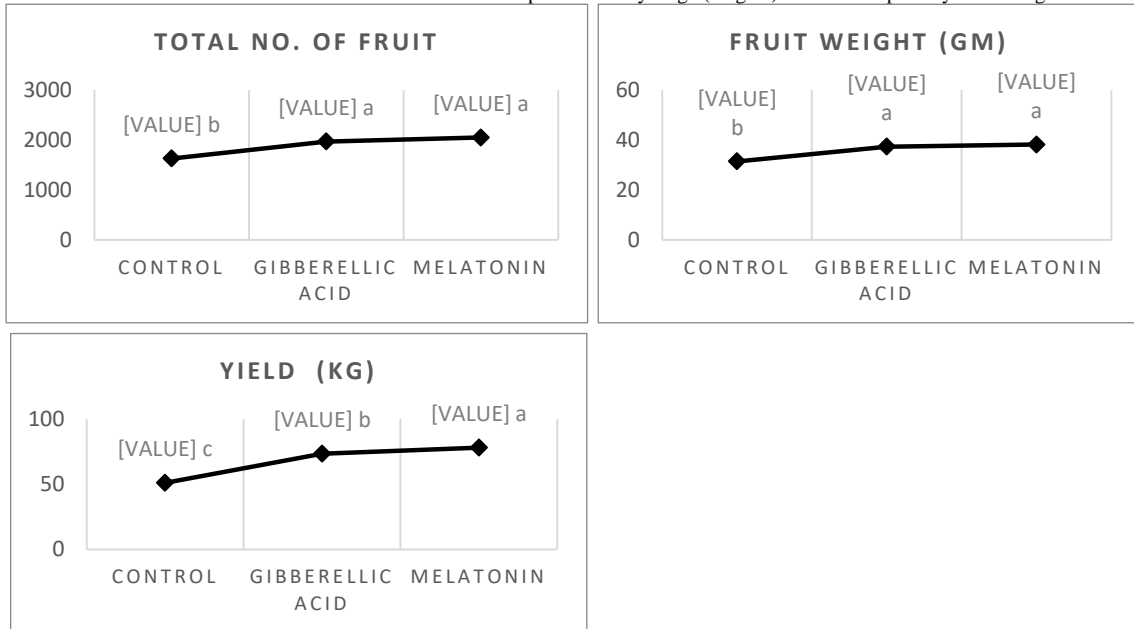 TOTAL NO. OF FRUIT
3000
2000
1000
0
[VALUE] b
[VALUE] a
[VALUE] a
CONTROL
GIBBERELLIC
ACID
MELATONIN
FRUIT WEIGHT (GM)
60
40
20
0
[VALUE]
b
[VALUE]
a
[VALUE]
a
CONTROL
GIBBERELLIC
ACID
MELATONIN
YIELD (KG)
100
50
0
[VALUE] c
[VALUE] b
[VALUE] a
CONTROL
GIBBERELLIC
ACID
MELATONIN